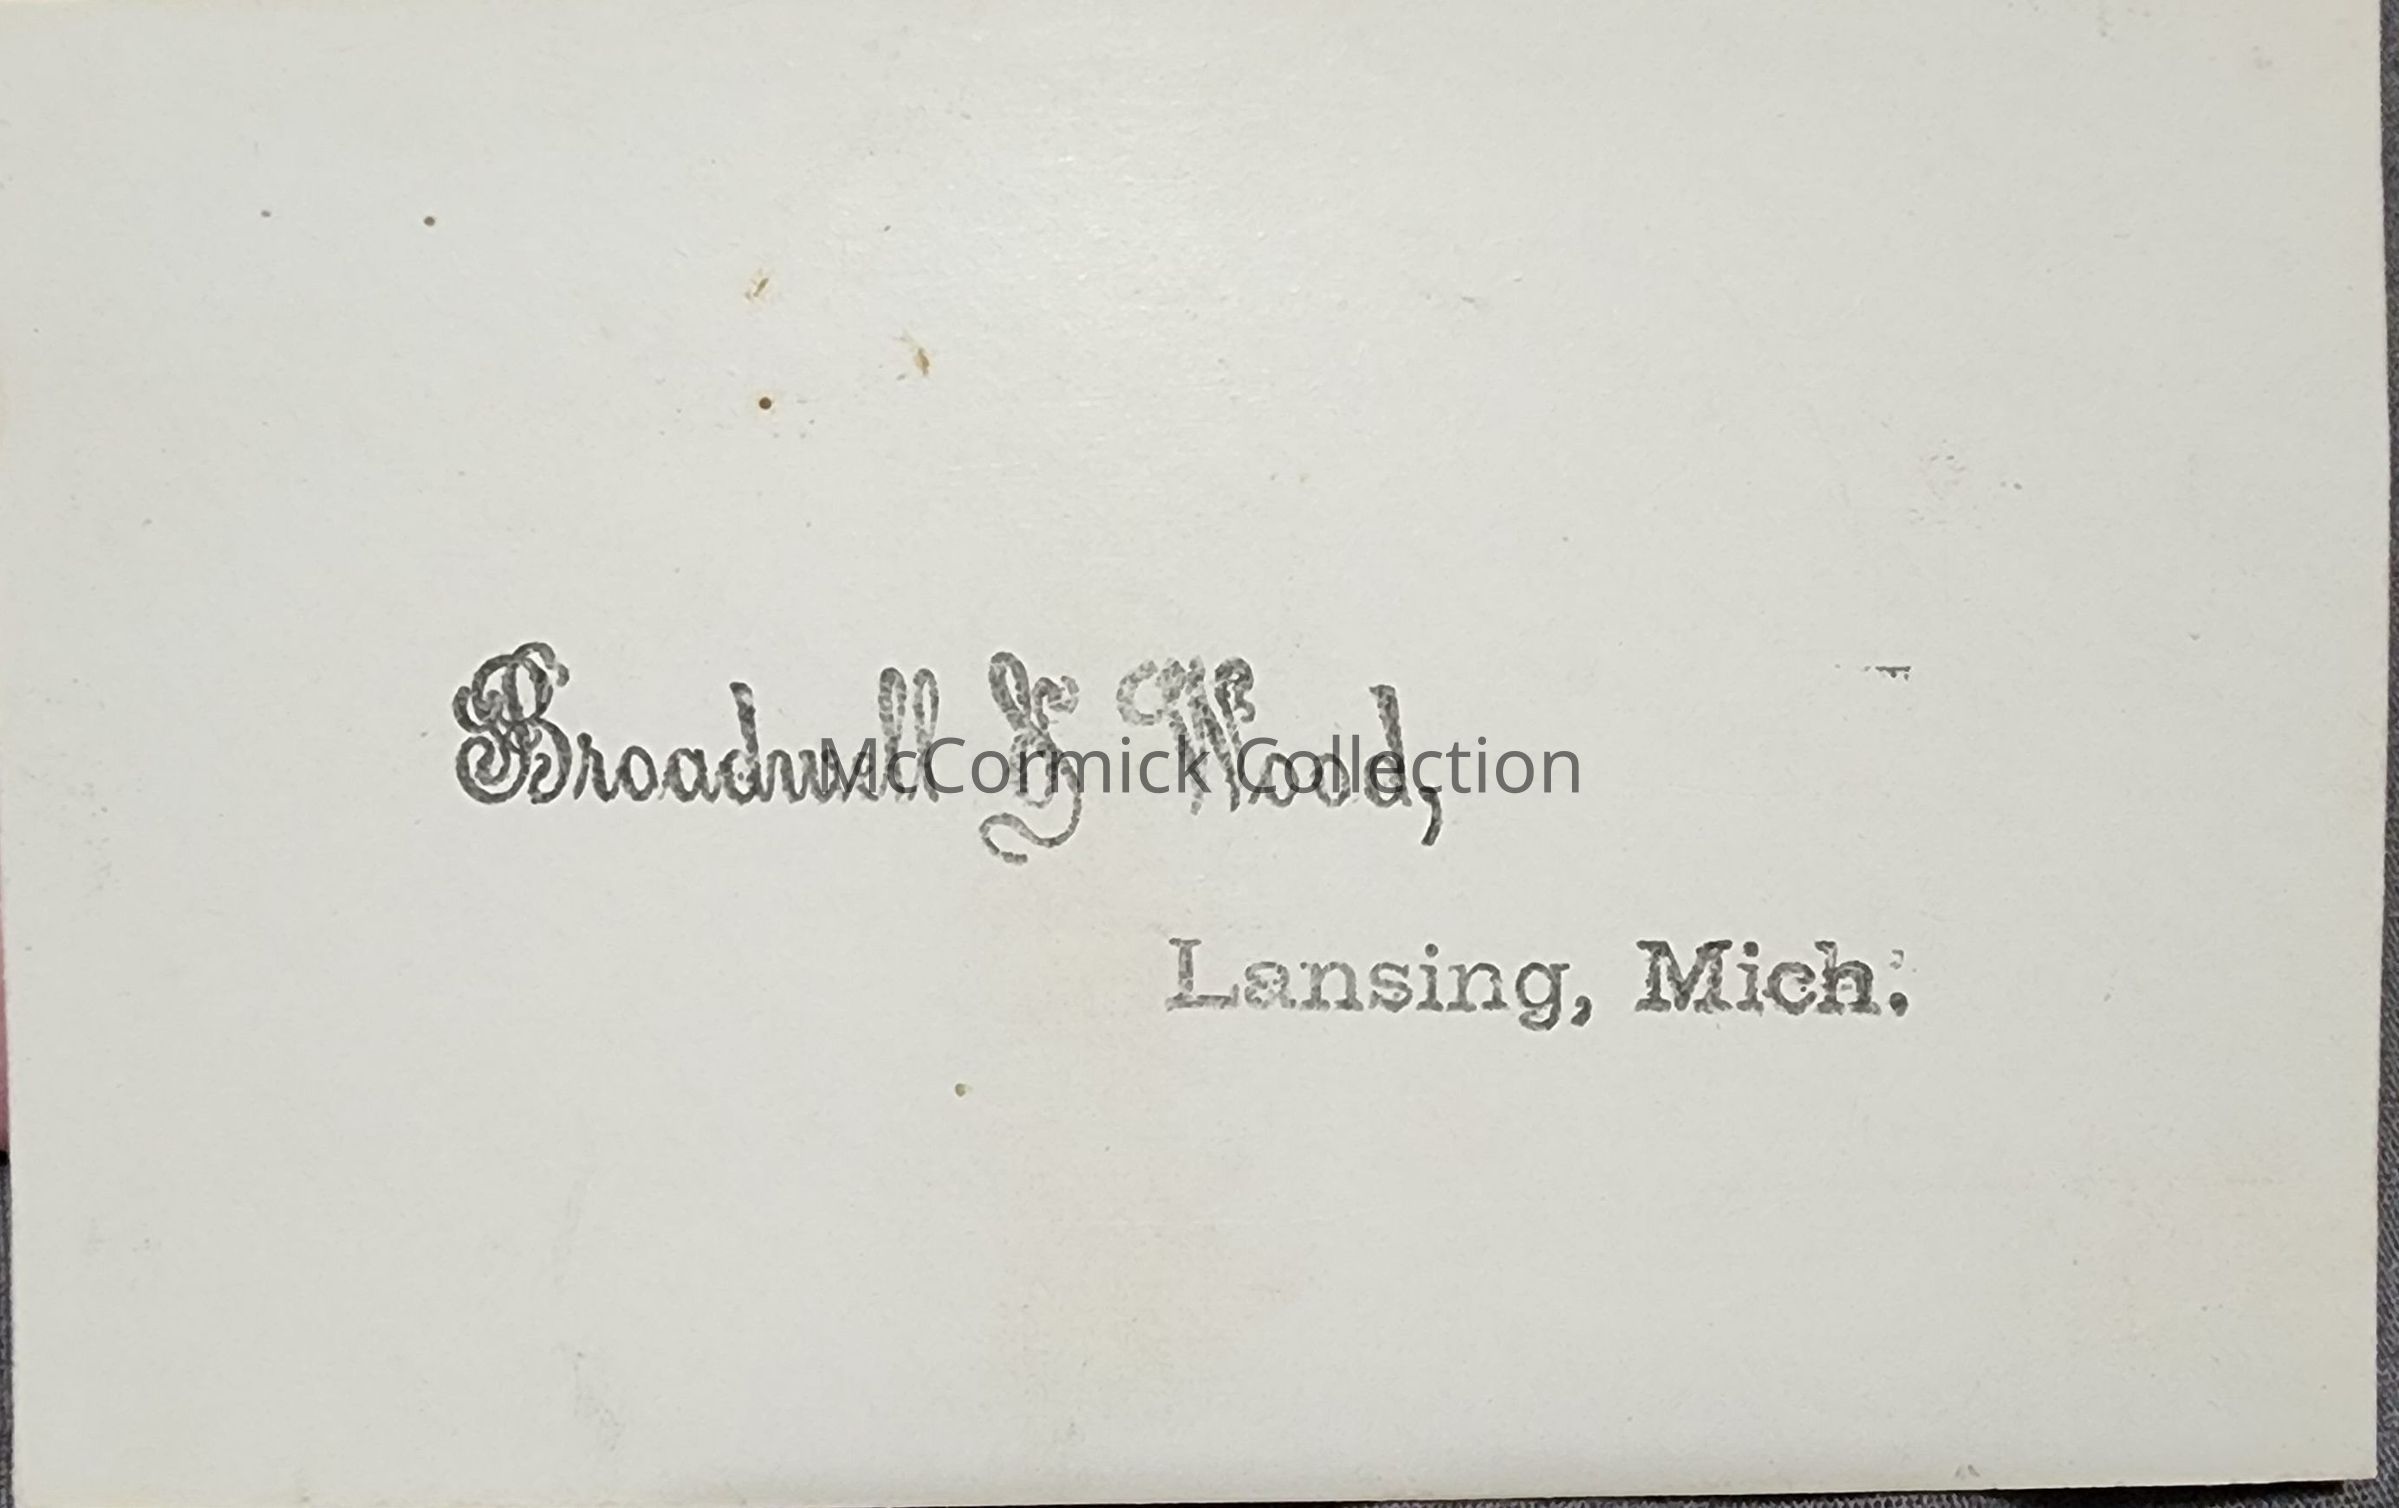 Broadwell & Wood,
McCormick Collection
Lansing, Mich.